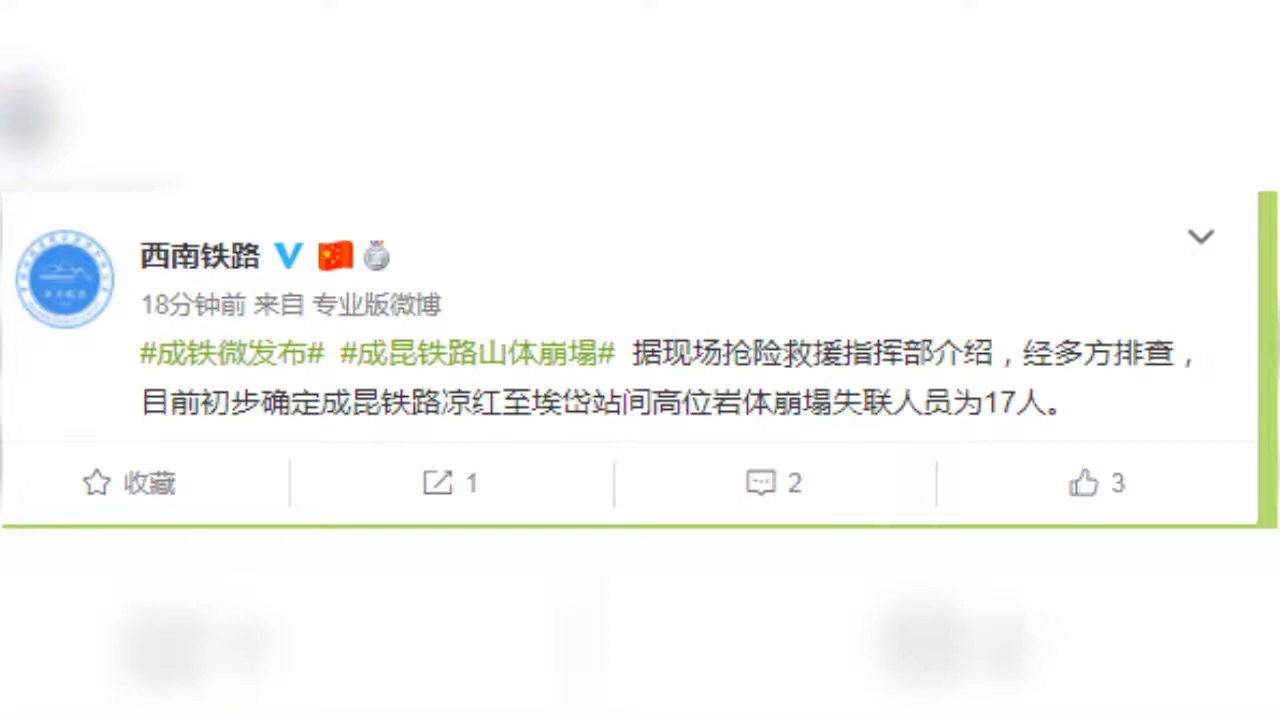 西南铁路
18分钟前 来自 专业版微博
#成铁微发布# #成昆铁路山体崩塌# 据现场抢险救援指挥部介绍，经多方排查，
目前初步确定成昆铁路凉红至埃岱站间高位岩体崩塌失联人员为17人。
收藏 1 2 3